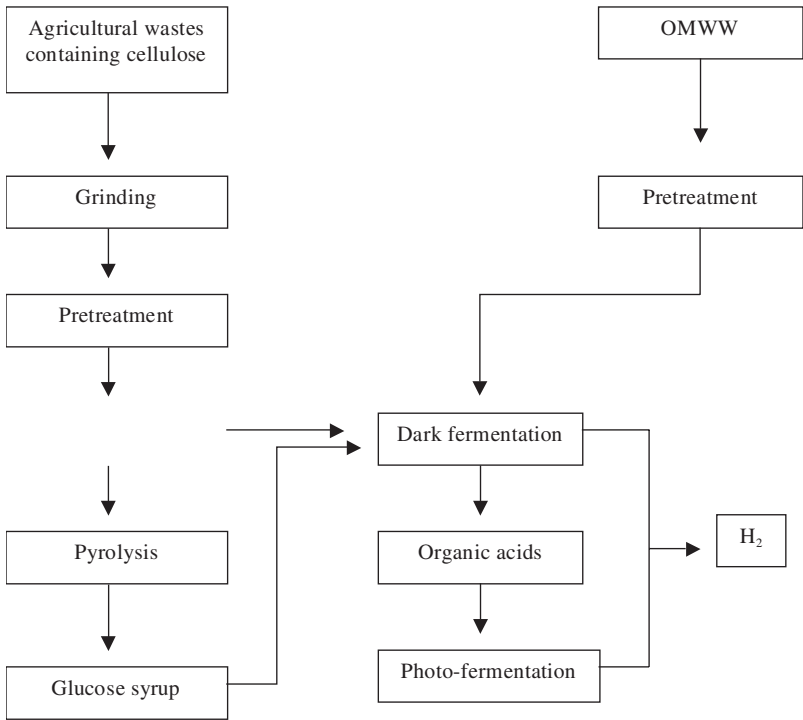 Agricultural wastes
containing cellulose
OMWW
Grinding
Pretreatment
Pretreatment
Dark fermentation
Pyrolysis
Organic acids
H₂
Glucose syrup
Photo-fermentation